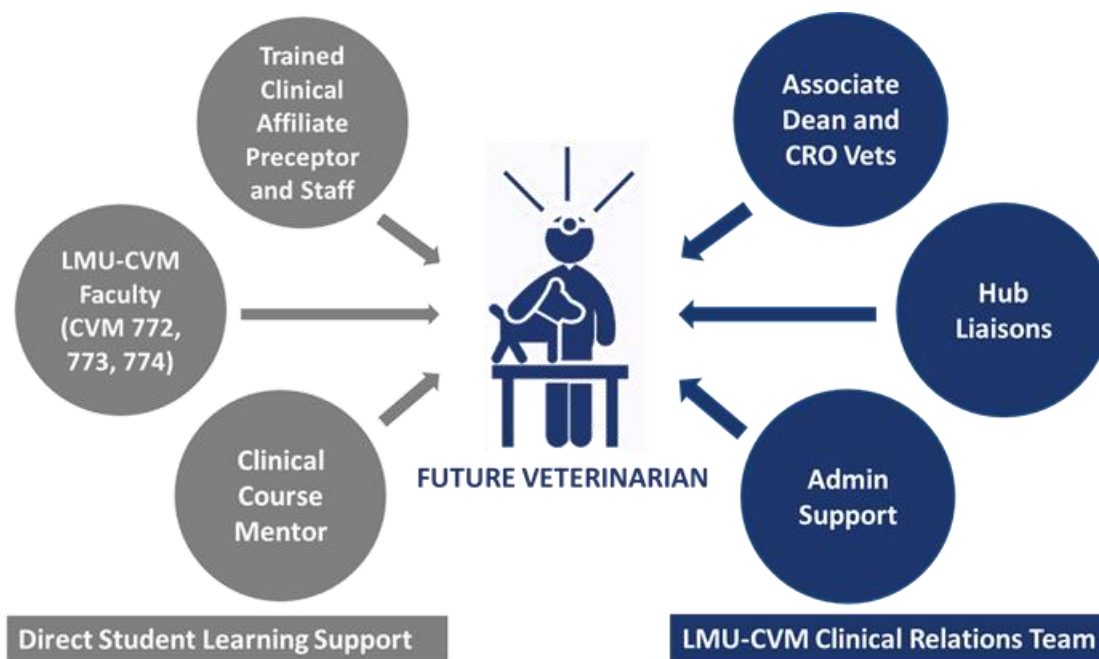 Trained
Clinical
Affiliate
Preceptor
and Staff
LMU-CVM
Faculty
(CVM 772,
773, 774)
Clinical
Course
Mentor
Direct Student Learning Support
FUTURE VETERINARIAN
Associate
Dean and
CRO Vets
Hub
Liaisons
Admin
Support
LMU-CVM Clinical Relations Team